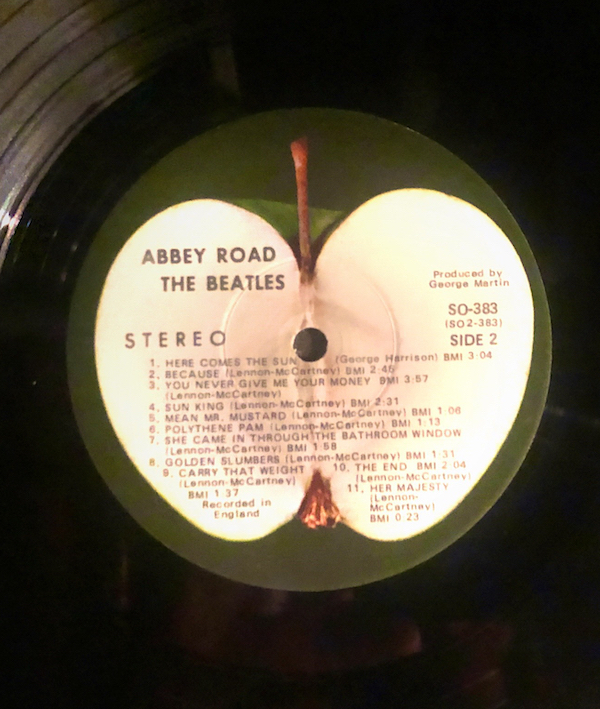 ABBEY ROAD
THE BEATLES
Produced by
George Martin
SO-383
(SO2-383)
STEREO
SIDE 2
1. HERE COMES THE SUN (George Harrison) BMI 3:04
2. BECAUSE (Lennon-McCartney) BMI 2:45
3. YOU NEVER GIVE ME YOUR MONEY BMI 3:57
(Lennon-McCartney)
4. SUN KING (Lennon-McCartney) BMI 2:31
5. MEAN MR. MUSTARD (Lennon-McCartney) BMI 1:06
6. POLYTHENE PAM (Lennon-McCartney) BMI 1:13
7. SHE CAME IN THROUGH THE BATHROOM WINDOW
(Lennon-McCartney) BMI 1:58
8. GOLDEN SLUMBERS (Lennon-McCartney) BMI 1:31
9. CARRY THAT WEIGHT
(Lennon-McCartney)
BMI 1:37
10. THE END BMI 2:04
(Lennon-McCartney)
11. HER MAJESTY
(Lennon-
McCartney)
BMI 0:23
Recorded in
England